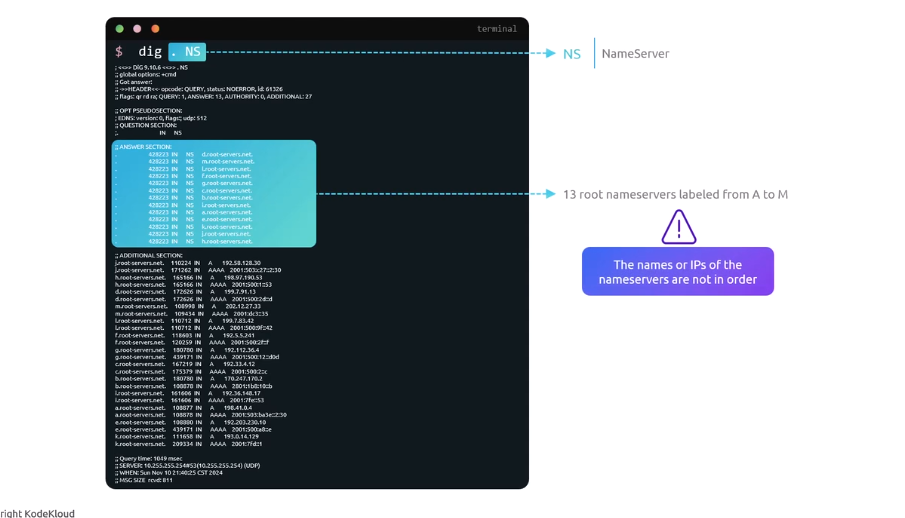 terminal
$ dig . NS
NS NameServer
; <<>> DiG 9.10.6 <<>> . NS
;; global options: +cmd
;; Got answer:
;; ->>HEADER<<- opcode: QUERY, status: NOERROR, id: 61326
;; flags: qr rd ra; QUERY: 1, ANSWER: 13, AUTHORITY: 0, ADDITIONAL: 27
;; OPT PSEUDOSECTION:
; EDNS: version: 0, flags:; udp: 512
;; QUESTION SECTION:
;. IN NS
;; ANSWER SECTION:
. 428223 IN NS d.root-servers.net.
. 428223 IN NS m.root-servers.net.
. 428223 IN NS l.root-servers.net.
. 428223 IN NS f.root-servers.net.
. 428223 IN NS g.root-servers.net.
. 428223 IN NS c.root-servers.net.
. 428223 IN NS b.root-servers.net.
. 428223 IN NS i.root-servers.net.
. 428223 IN NS a.root-servers.net.
. 428223 IN NS e.root-servers.net.
. 428223 IN NS k.root-servers.net.
. 428223 IN NS j.root-servers.net.
. 428223 IN NS h.root-servers.net.
13 root nameservers labeled from A to M
The names or IPs of the
nameservers are not in order
;; ADDITIONAL SECTION:
j.root-servers.net. 110224 IN A 192.58.128.30
j.root-servers.net. 171262 IN AAAA 2001:503:c27::2:30
h.root-servers.net. 165166 IN A 198.97.190.53
h.root-servers.net. 165166 IN AAAA 2001:500:1::53
d.root-servers.net. 172626 IN A 199.7.91.13
d.root-servers.net. 172626 IN AAAA 2001:500:2d::d
m.root-servers.net. 108998 IN A 202.12.27.33
m.root-servers.net. 109434 IN AAAA 2001:dc3::35
l.root-servers.net. 110712 IN A 199.7.83.42
l.root-servers.net. 110712 IN AAAA 2001:500:9f::42
f.root-servers.net. 118603 IN A 192.5.5.241
f.root-servers.net. 120259 IN AAAA 2001:500:2f::f
g.root-servers.net. 180780 IN A 192.112.36.4
g.root-servers.net. 439171 IN AAAA 2001:500:12::d0d
c.root-servers.net. 167219 IN A 192.33.4.12
c.root-servers.net. 175379 IN AAAA 2001:500:2::c
b.root-servers.net. 180780 IN A 170.247.170.2
b.root-servers.net. 108878 IN AAAA 2801:1b8:10::b
i.root-servers.net. 161606 IN A 192.36.148.17
i.root-servers.net. 161606 IN AAAA 2001:7fe::53
a.root-servers.net. 108877 IN A 198.41.0.4
a.root-servers.net. 108878 IN AAAA 2001:503:ba3e::2:30
e.root-servers.net. 108880 IN A 192.203.230.10
e.root-servers.net. 439171 IN AAAA 2001:500:a8::e
k.root-servers.net. 111658 IN A 193.0.14.129
k.root-servers.net. 209334 IN AAAA 2001:7fd::1
;; Query time: 1049 msec
;; SERVER: 10.255.255.254#53(10.255.255.254) (UDP)
;; WHEN: Sun Nov 10 21:40:25 CST 2024
;; MSG SIZE rcvd: 811
right KodeKloud